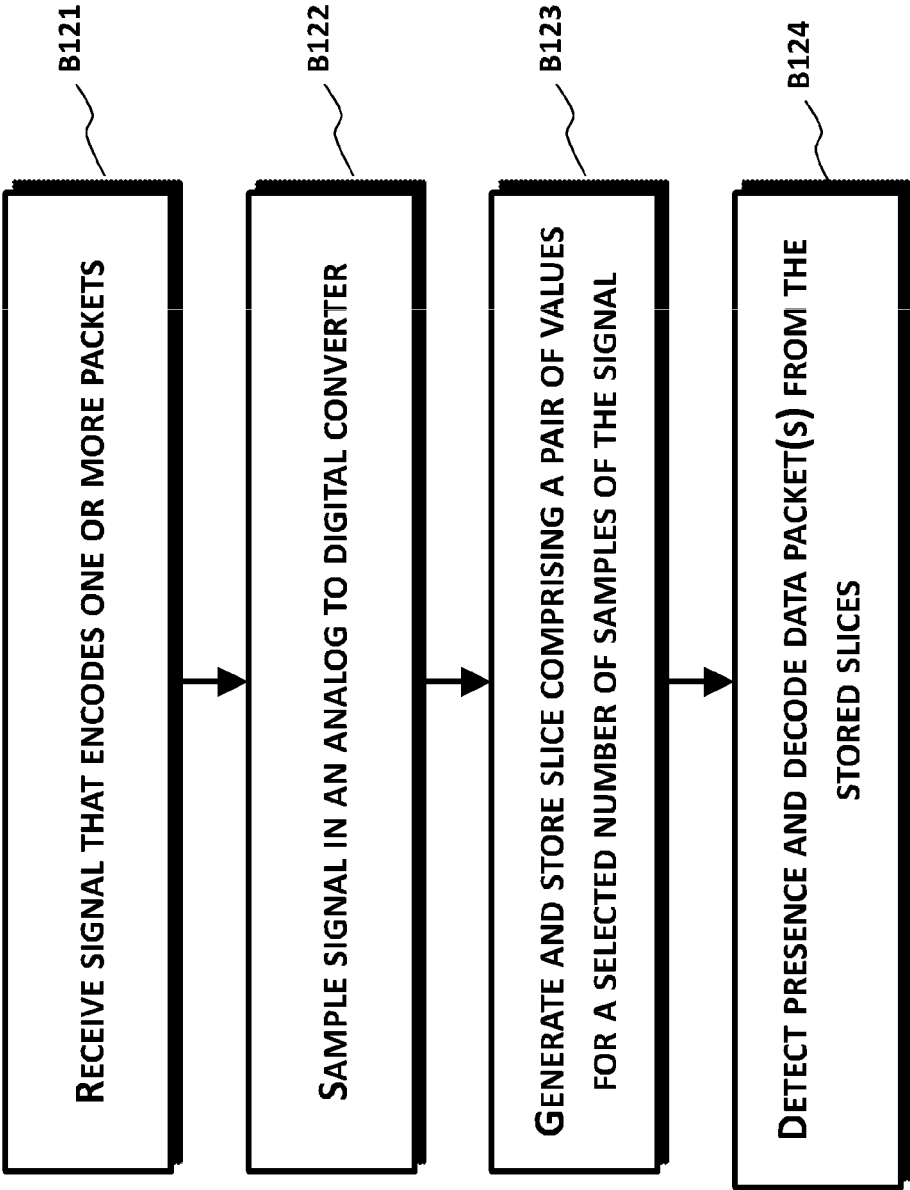 RECEIVE SIGNAL THAT ENCODES ONE OR MORE PACKETS
B121
SAMPLE SIGNAL IN AN ANALOG TO DIGITAL CONVERTER
B122
GENERATE AND STORE SLICE COMPRISING A PAIR OF VALUES
FOR A SELECTED NUMBER OF SAMPLES OF THE SIGNAL
B123
DETECT PRESENCE AND DECODE DATA PACKET(S) FROM THE
STORED SLICES
B124